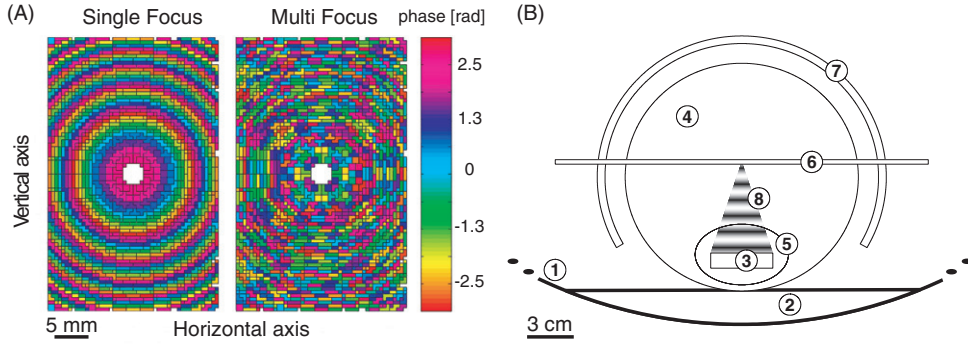 (A)
Single Focus
Multi Focus
phase [rad]
2.5
1.3
0
-1.3
-2.5
Vertical axis
5 mm
Horizontal axis
(B)
7
4
6
8
5
3
1
2
3 cm